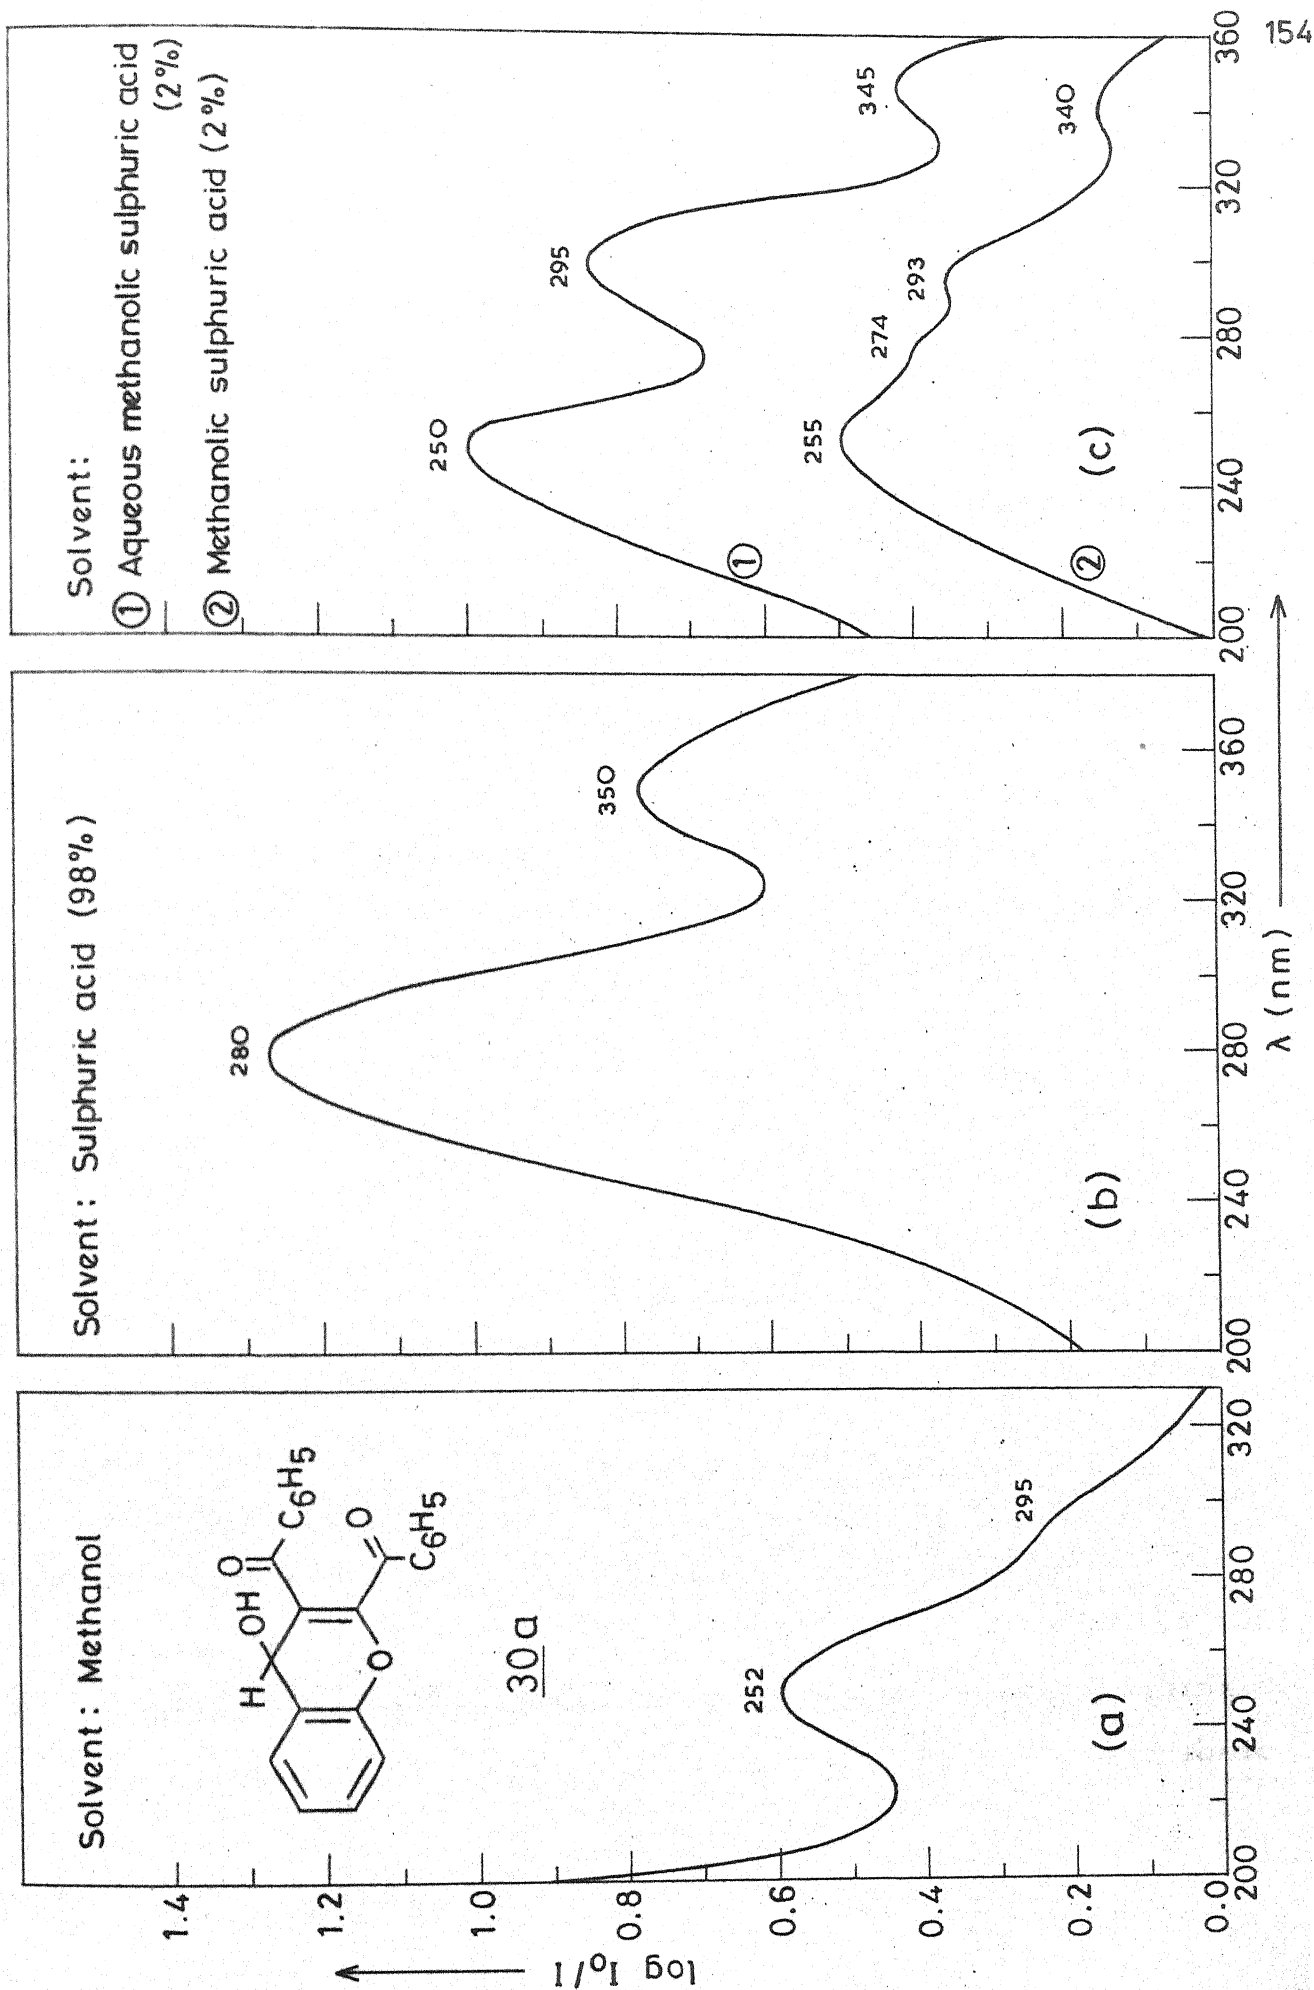 154
Solvent: Methanol
H OH O
C6H5
O
C6H5
O
30a
252
295
(a)
1.4
1.2
1.0
0.8
0.6
0.4
0.2
0.0
log I0/I
200
240
280
320
Solvent: Sulphuric acid (98%)
280
350
(b)
200
240
280
320
360
λ (nm)
Solvent:
① Aqueous methanolic sulphuric acid
(2%)
② Methanolic sulphuric acid (2%)
250
295
345
①
255
274
293
340
②
(c)
200
240
280
320
360